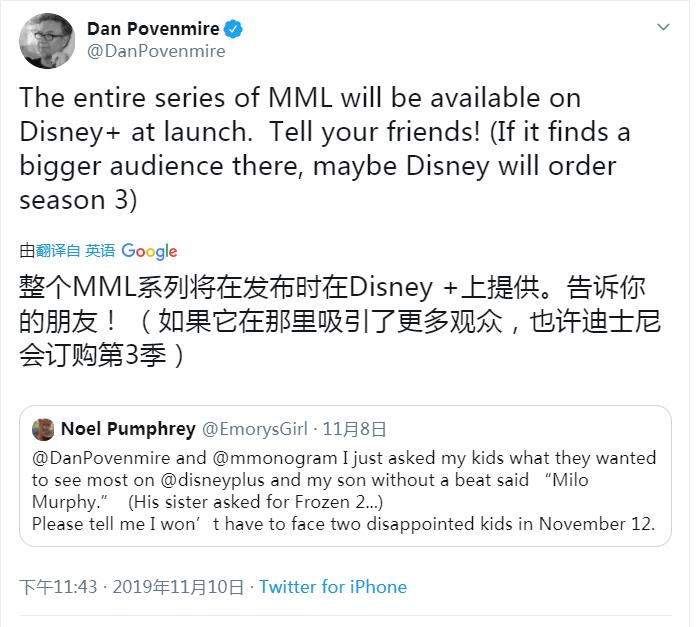 Dan Povenmire
@DanPovenmire
The entire series of MML will be available on
Disney+ at launch.  Tell your friends! (If it finds a
bigger audience there, maybe Disney will order
season 3)
由翻译自 英语 Google
整个MML系列将在发布时在Disney +上提供。告诉你
的朋友！（如果它在那里吸引了更多观众，也许迪士尼
会订购第3季）
Noel Pumphrey @EmorysGirl · 11月8日
@DanPovenmire and @mmonogram I just asked my kids what they wanted
to see most on @disneyplus and my son without a beat said “Milo
Murphy.”  (His sister asked for Frozen 2...)
Please tell me I won’t have to face two disappointed kids in November 12.
下午11:43 · 2019年11月10日 · Twitter for iPhone